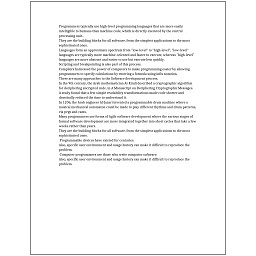 Programmers typically use high-level programming languages that are more easily
intelligible to humans than machine code, which is directly executed by the central
processing unit.
They are the building blocks for all software, from the simplest applications to the most
sophisticated ones.
Languages form an approximate spectrum from "low-level" to "high-level"; "low-level"
languages are typically more machine-oriented and faster to execute, whereas "high-level"
languages are more abstract and easier to use but execute less quickly.
Scripting and breakpointing is also part of this process.
Compilers harnessed the power of computers to make programming easier by allowing
programmers to specify calculations by entering a formula using infix notation.
There are many approaches to the Software development process.
In the 9th century, the Arab mathematician Al-Kindi described a cryptographic algorithm
for deciphering encrypted code, in A Manuscript on Deciphering Cryptographic Messages.
A study found that a few simple readability transformations made code shorter and
drastically reduced the time to understand it.
In 1206, the Arab engineer Al-Jazari invented a programmable drum machine where a
musical mechanical automaton could be made to play different rhythms and drum patterns,
via pegs and cams.
Many programmers use forms of Agile software development where the various stages of
formal software development are more integrated together into short cycles that take a few
weeks rather than years.
They are the building blocks for all software, from the simplest applications to the most
sophisticated ones.
Programmable devices have existed for centuries.
Also, specific user environment and usage history can make it difficult to reproduce the
problem.
Computer programmers are those who write computer software.
Also, specific user environment and usage history can make it difficult to reproduce the
problem.